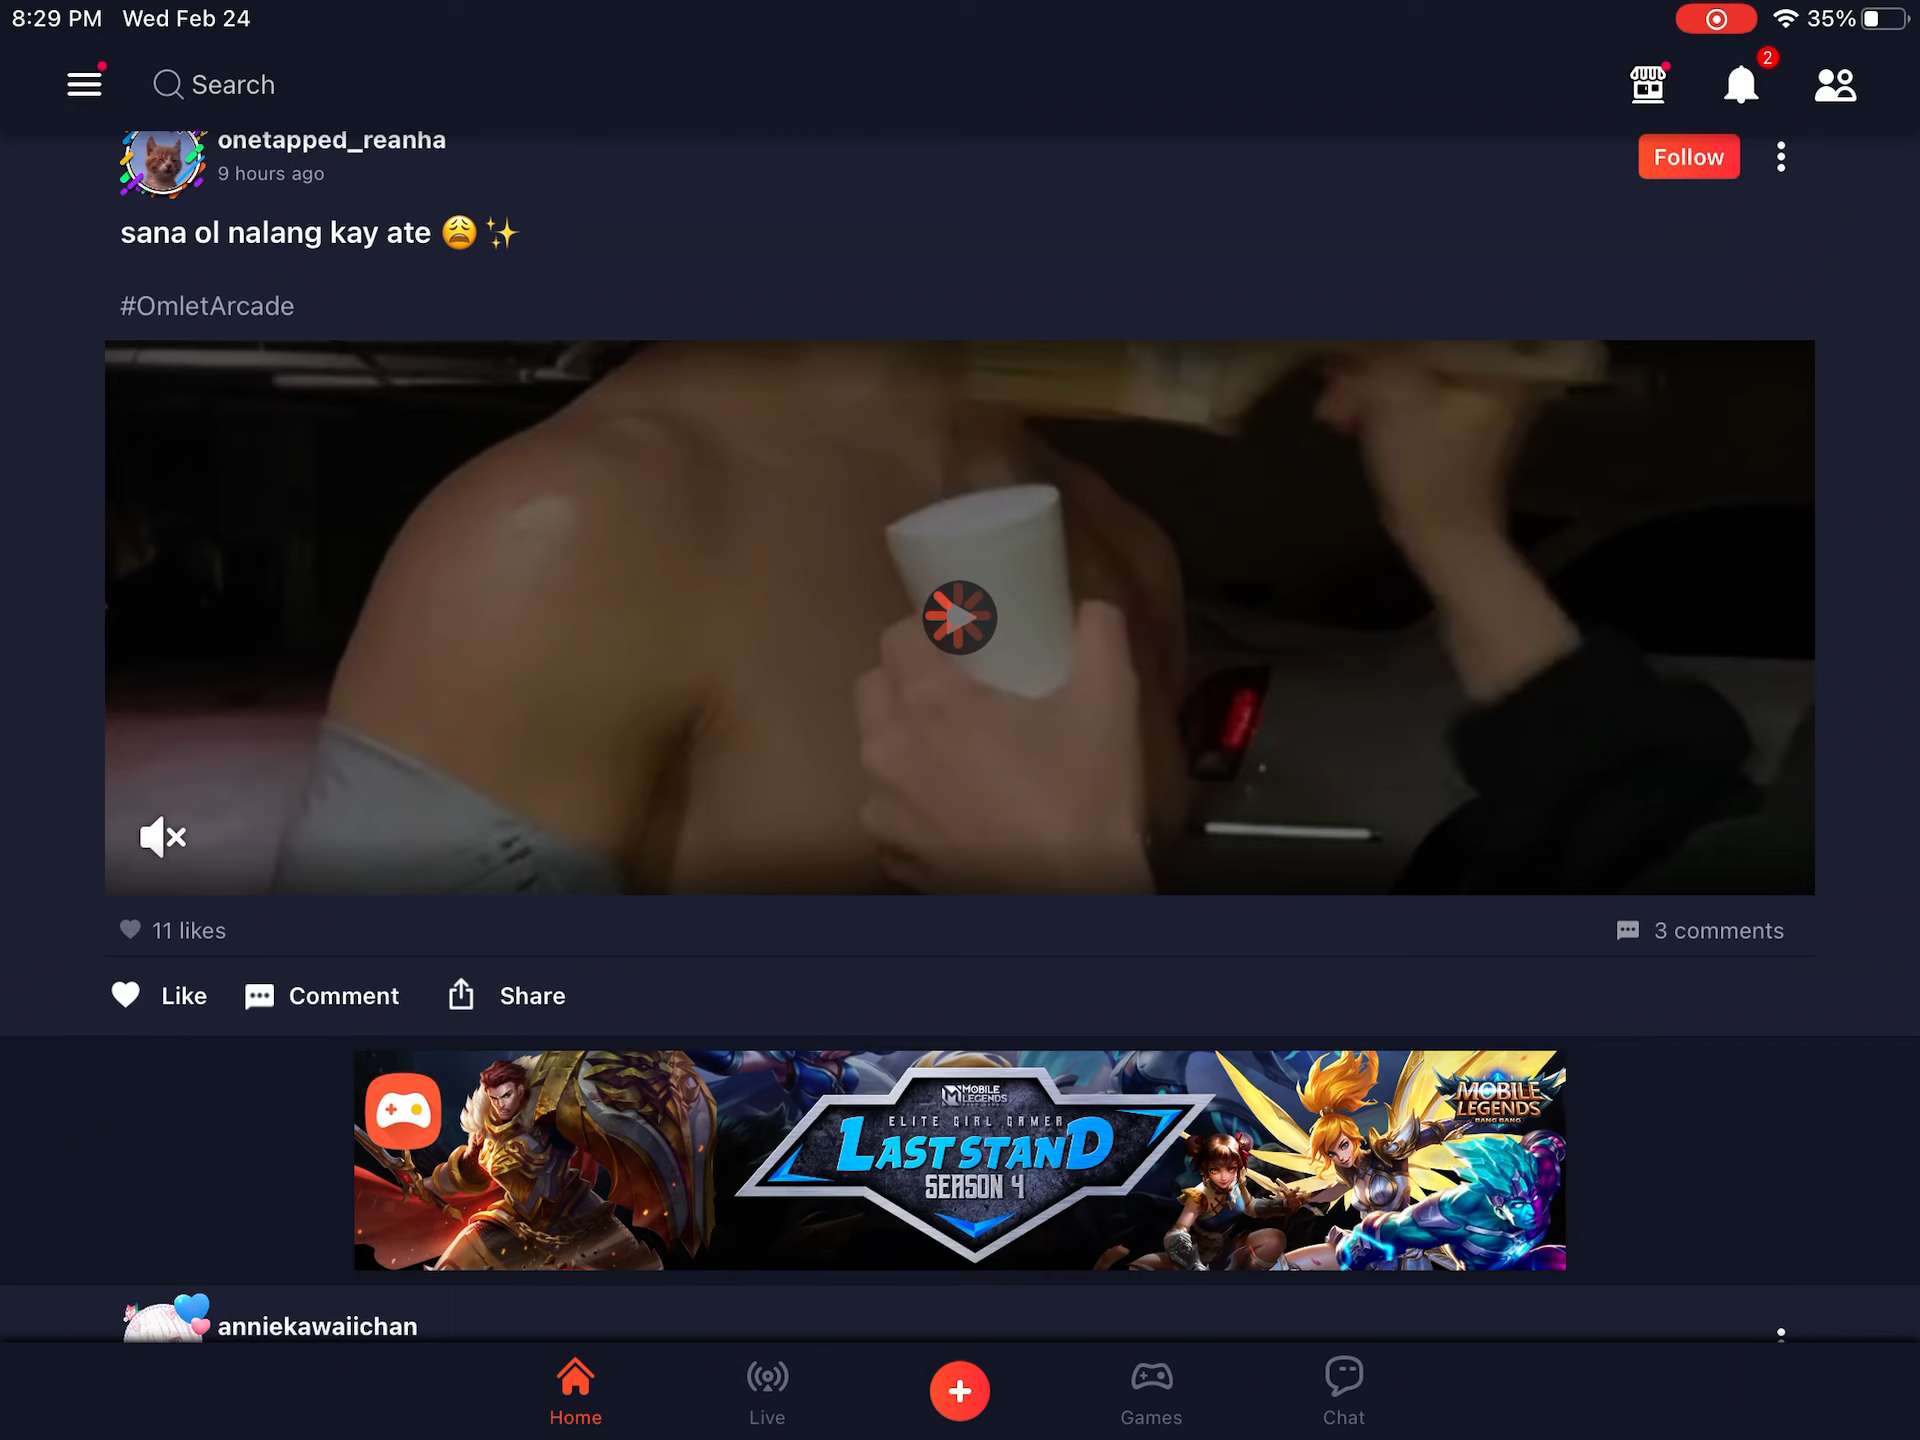 8:29 PM Wed Feb 24
35%
Search
2
onetapped_reanha
9 hours ago
Follow
sana ol nalang kay ate 😩✨
#OmletArcade
11 likes
3 comments
Like
Comment
Share
MOBILE LEGENDS
ELITE GIRL GAMER
LAST STAND
SEASON 4
MOBILE LEGENDS
BANG BANG
anniekawaiichan
Home
Live
Games
Chat